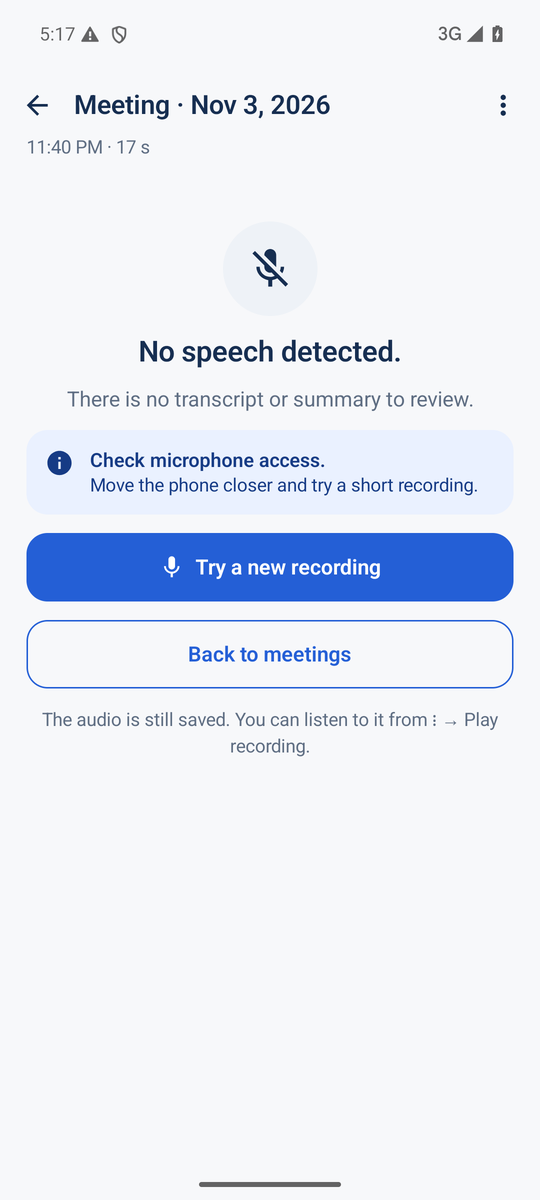 5:17
3G
Meeting · Nov 3, 2026
11:40 PM · 17 s
No speech detected.
There is no transcript or summary to review.
Check microphone access.
Move the phone closer and try a short recording.
Try a new recording
Back to meetings
The audio is still saved. You can listen to it from ⋮ → Play
recording.